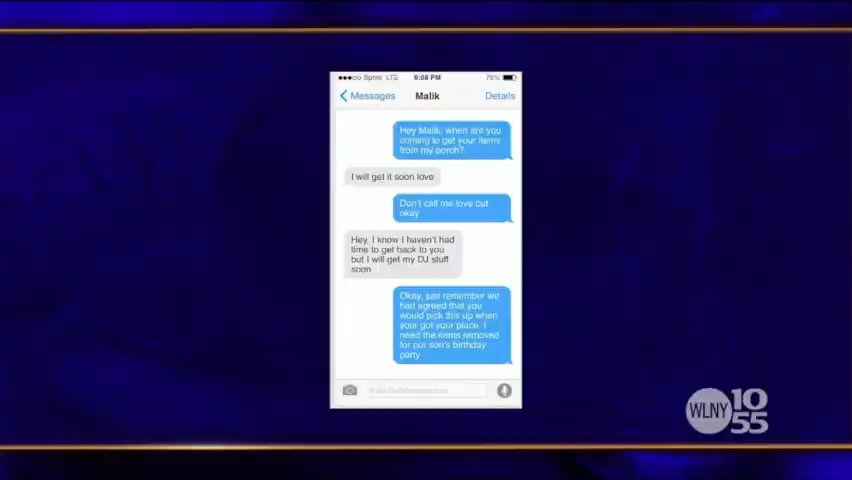 Sprint LTE 5:08 PM 75%
Messages Malik Details
Hey Malik, when are you
coming to get your items
from my porch?
I will get it soon love
Don't call me love but
okay
Hey, I know I haven't had
time to get back to you
but I will get my DJ stuff
soon
Okay, just remember we
had agreed that you
would pick this up when
your got your place. I
need the items removed
for our son's birthday
party
WLNY 10
55